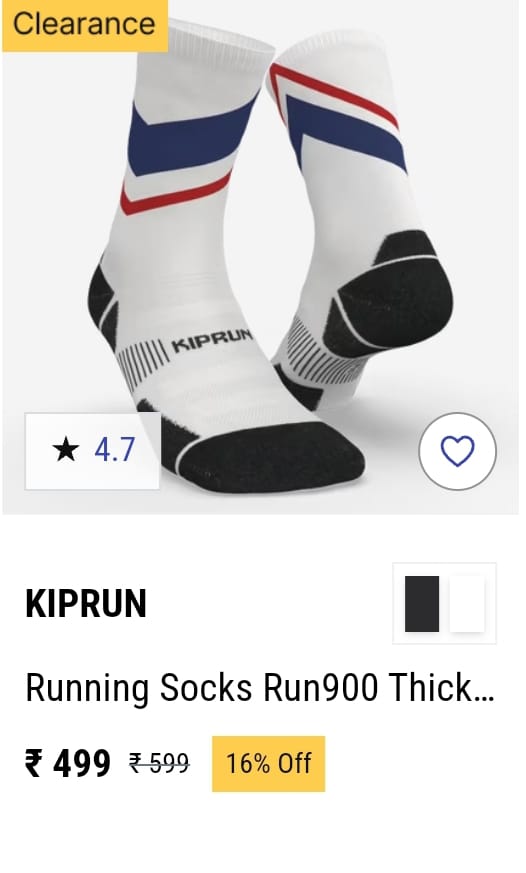 Clearance
KIPRUN
★ 4.7
KIPRUN
Running Socks Run900 Thick...
₹ 499 ₹ 599 16% Off